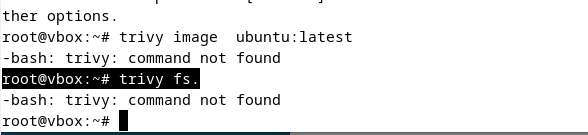 ther options.
root@vbox:~# trivy image  ubuntu:latest
-bash: trivy: command not found
root@vbox:~# trivy fs.
-bash: trivy: command not found
root@vbox:~#